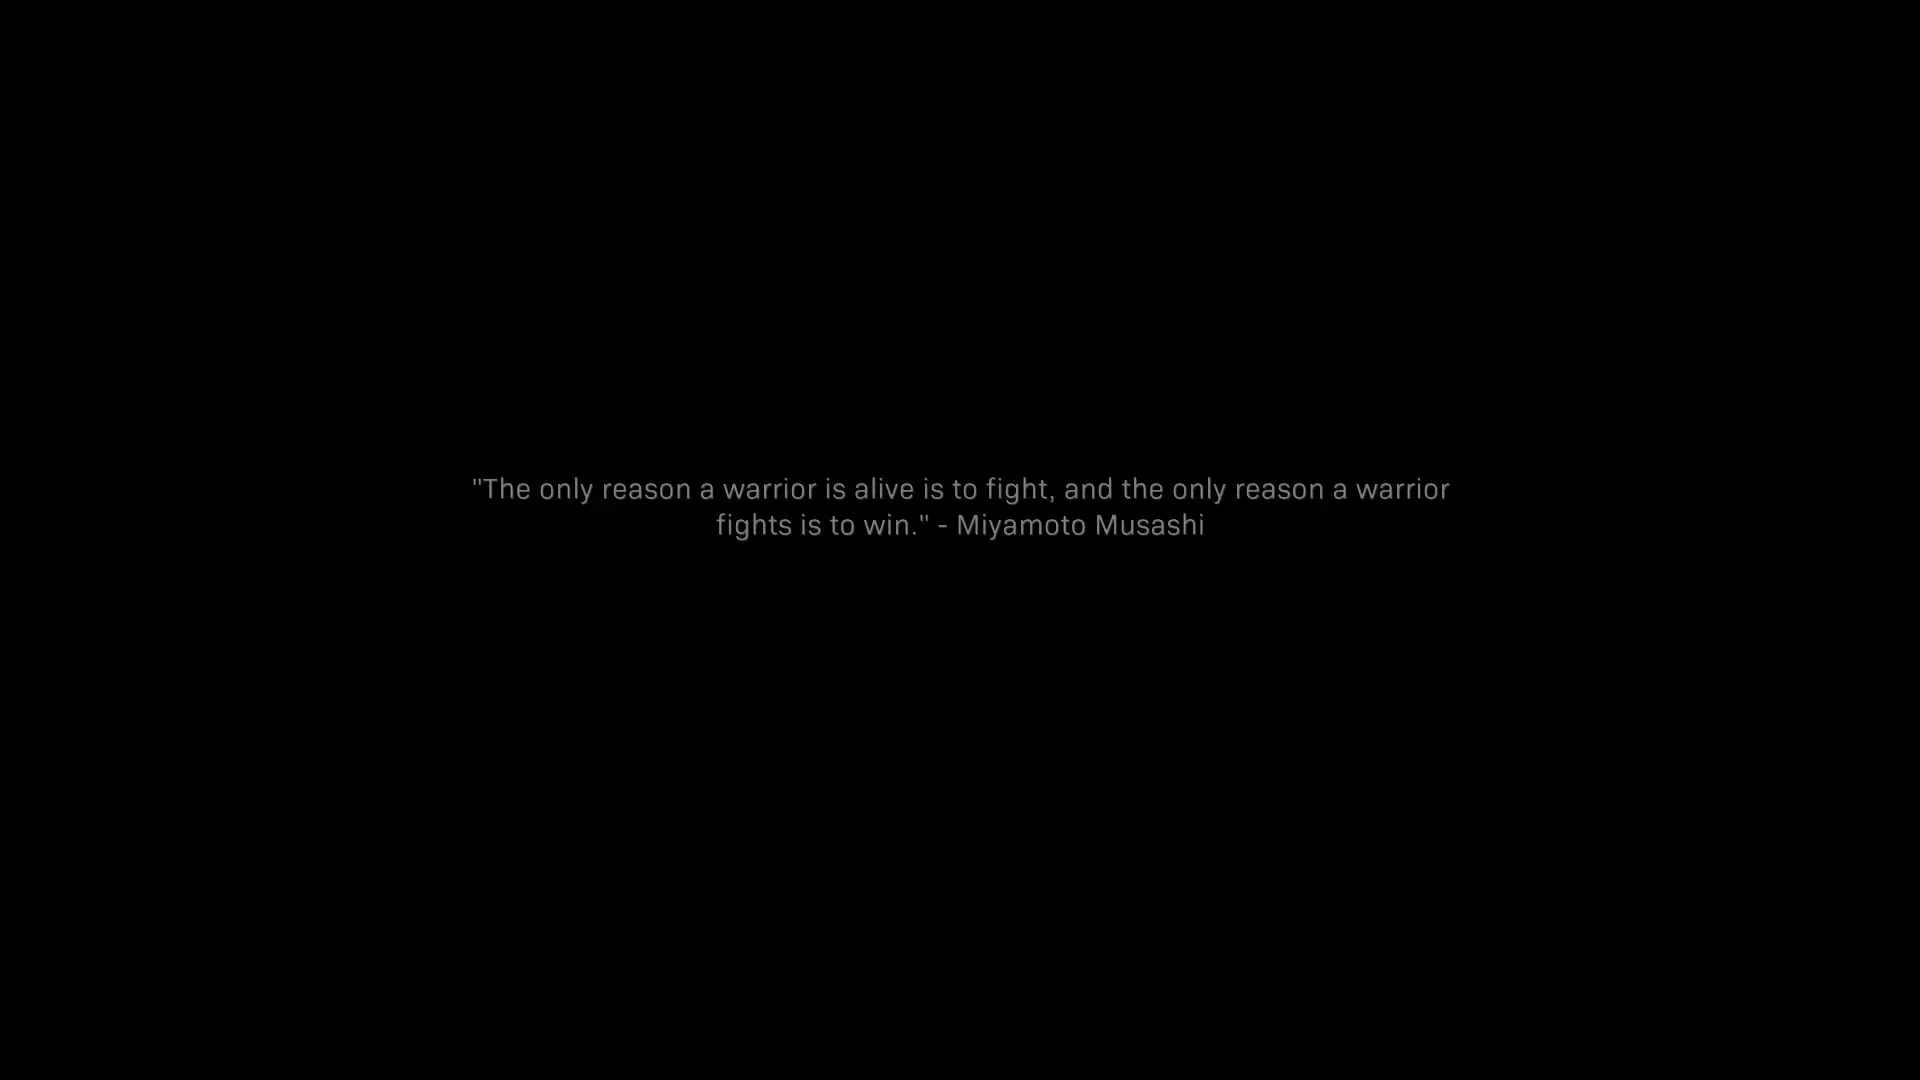 "The only reason a warrior is alive is to fight, and the only reason a warrior
fights is to win." - Miyamoto Musashi